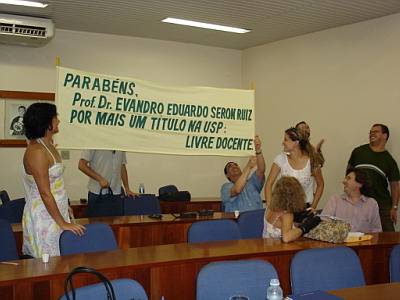 PARABÉNS,
Prof. Dr. EVANDRO EDUARDO SERON RUIZ
POR MAIS UM TÍTULO NA USP:
LIVRE DOCENTE